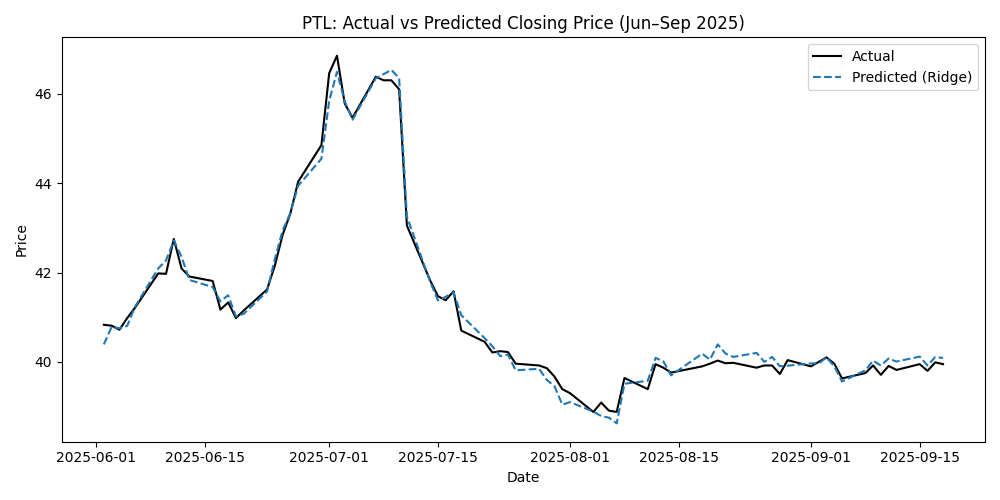 PTL: Actual vs Predicted Closing Price (Jun–Sep 2025)
Actual
Predicted (Ridge)
Price
46
44
42
40
2025-06-01 2025-06-15 2025-07-01 2025-07-15 2025-08-01 2025-08-15 2025-09-01 2025-09-15
Date